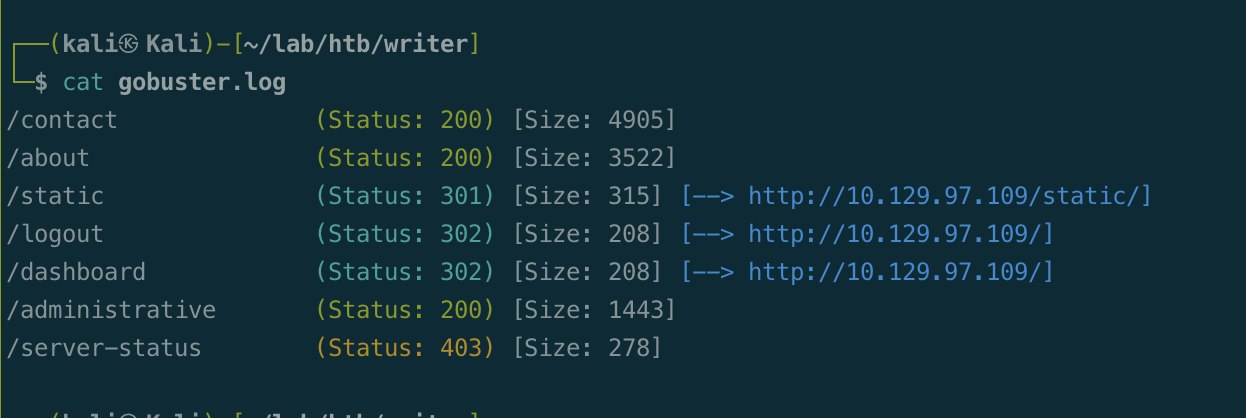 ┌──(kali㉿Kali)-[~/lab/htb/writer]
└─$ cat gobuster.log
/contact              (Status: 200) [Size: 4905]
/about                (Status: 200) [Size: 3522]
/static               (Status: 301) [Size: 315] [--> http://10.129.97.109/static/]
/logout               (Status: 302) [Size: 208] [--> http://10.129.97.109/]
/dashboard            (Status: 302) [Size: 208] [--> http://10.129.97.109/]
/administrative       (Status: 200) [Size: 1443]
/server-status        (Status: 403) [Size: 278]